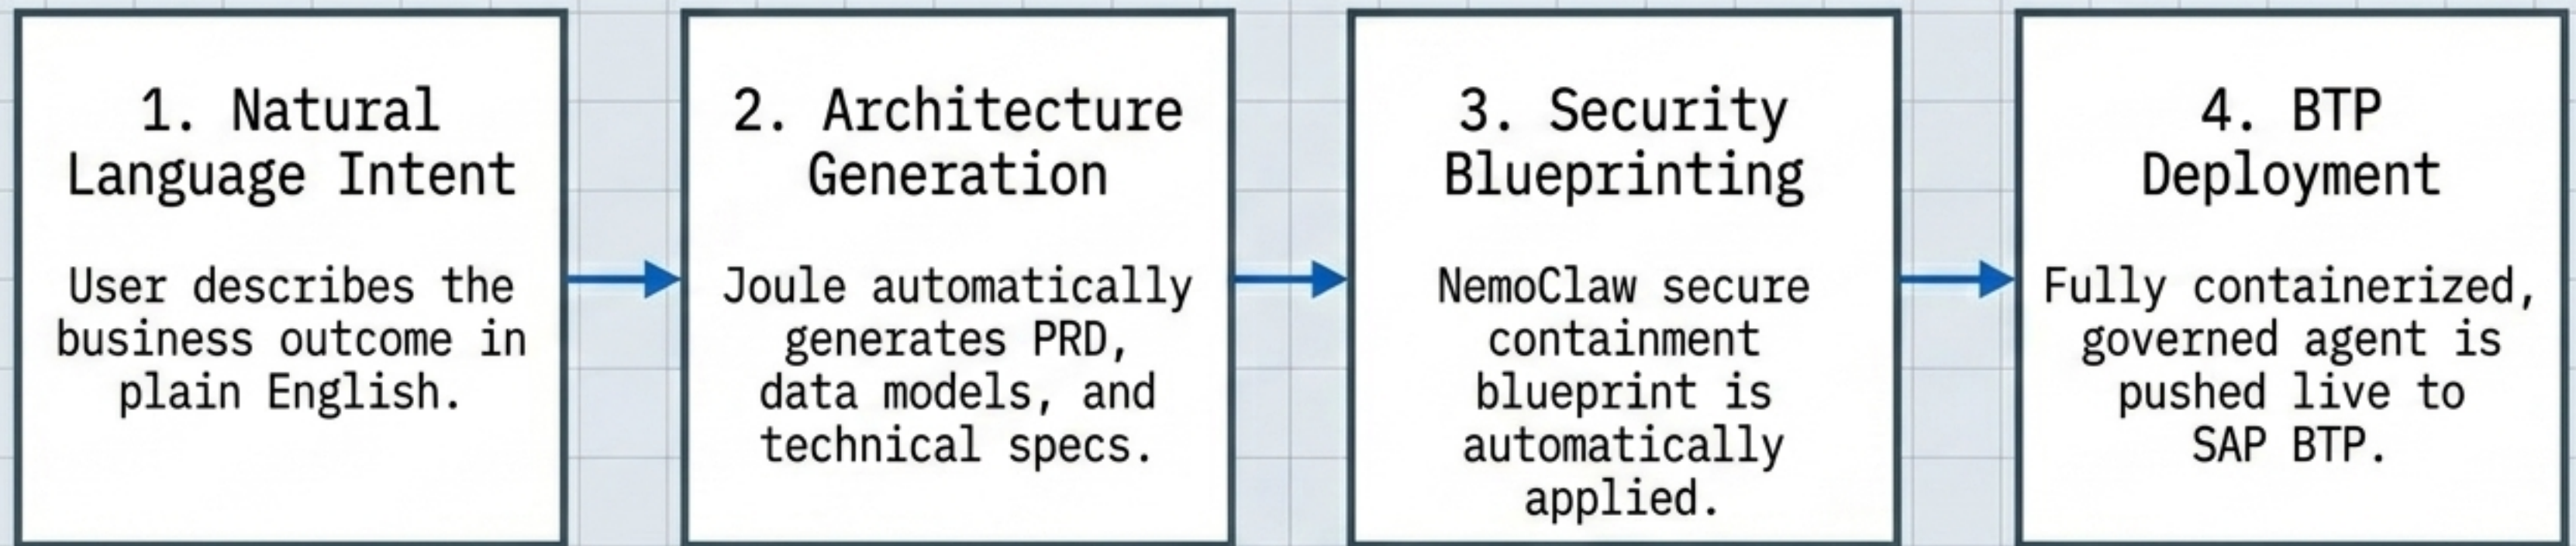 1. Natural
Language Intent
User describes the
business outcome in
plain English.
2. Architecture
Generation
Joule automatically
generates PRD,
data models, and
technical specs.
3. Security
Blueprinting
NemoClaw secure
containment
blueprint is
automatically
applied.
4. BTP
Deployment
Fully containerized,
governed agent is
pushed live to
SAP BTP.